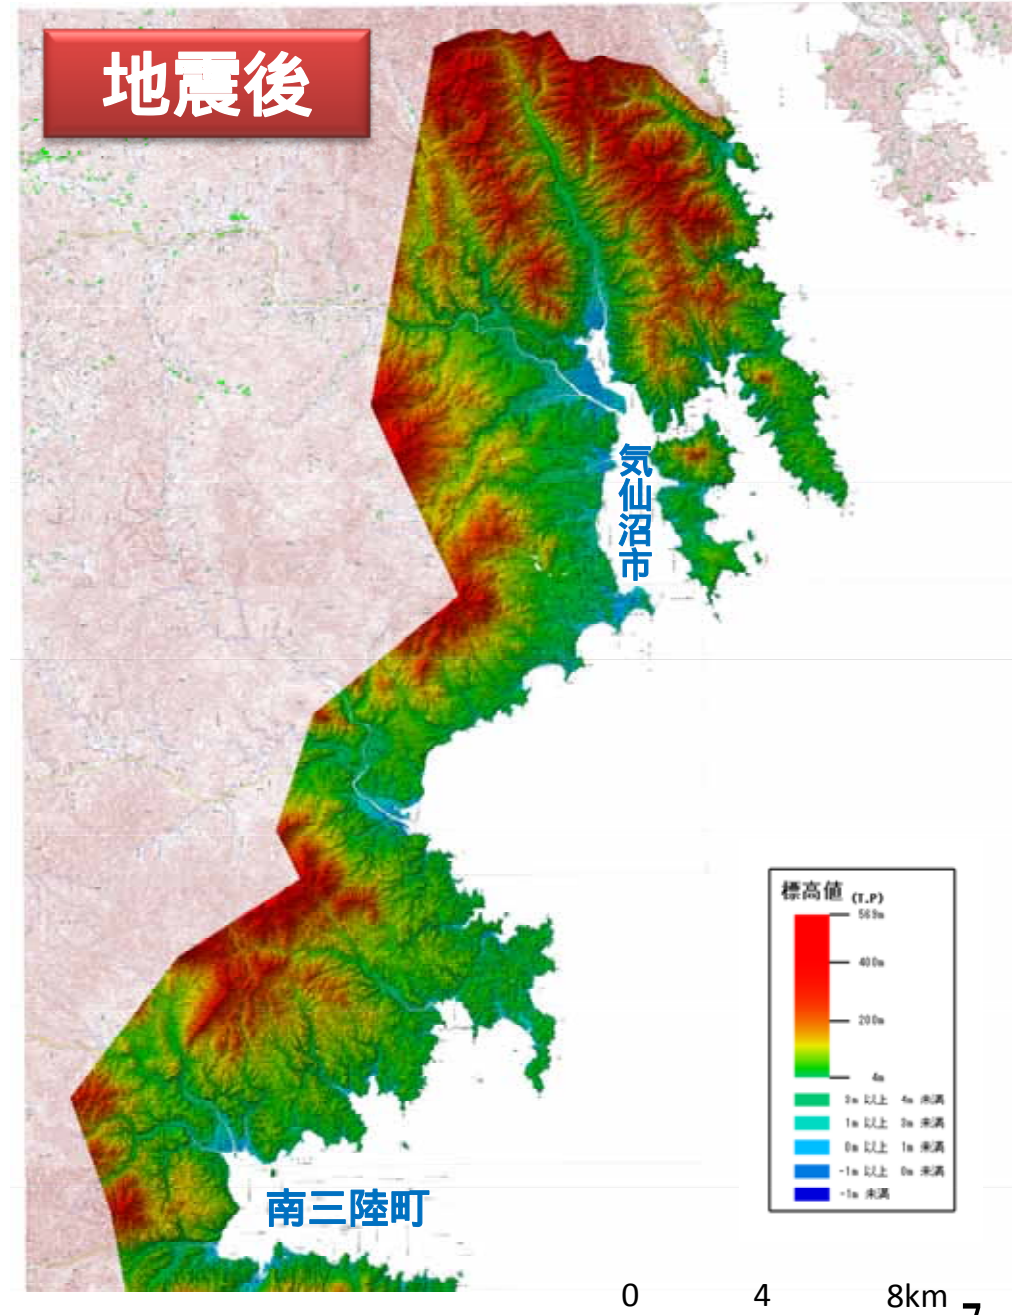 地震後
気仙沼市
標高値 (T.P)
569m
400m
200m
4m
3m 以上 4m 未満
1m 以上 3m 未満
0m 以上 1m 未満
-1m 以上 0m 未満
-1m 未満
南三陸町
0 4 8km
7